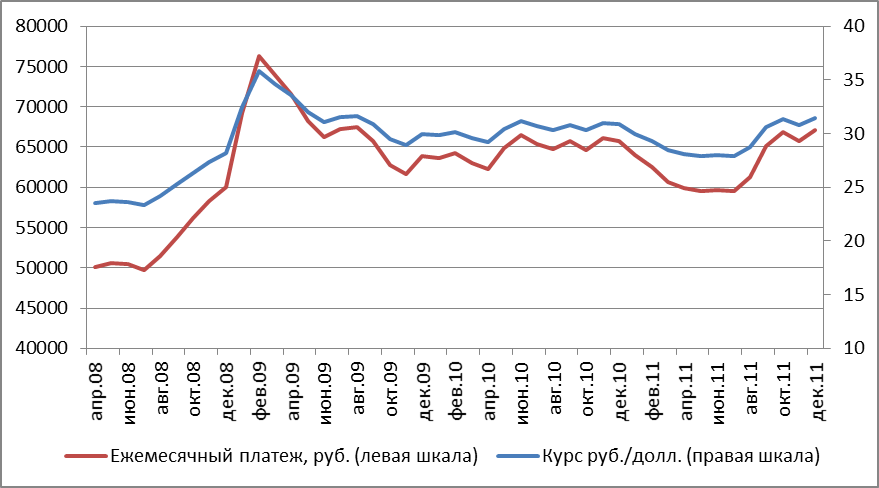 80000
75000
70000
65000
60000
55000
50000
45000
40000
40
35
30
25
20
15
10
апр.08
июн.08
авг.08
окт.08
дек.08
фев.09
апр.09
июн.09
авг.09
окт.09
дек.09
фев.10
апр.10
июн.10
авг.10
окт.10
дек.10
фев.11
апр.11
июн.11
авг.11
окт.11
дек.11
Ежемесячный платеж, руб. (левая шкала)
Курс руб./долл. (правая шкала)